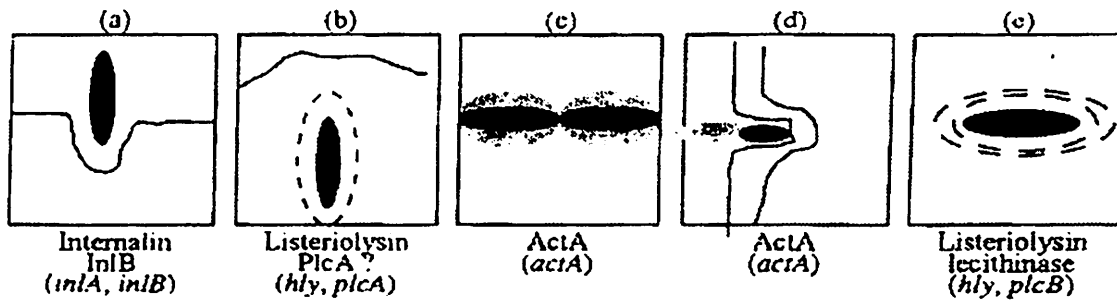 (a) (b) (c) (d) (e)
Internalin
InlB
(inlA, inlB)
Listeriolysin
PlcA ?
(hly, plcA)
ActA
(actA)
ActA
(actA)
Listeriolysin
lecithinase
(hly, plcB)